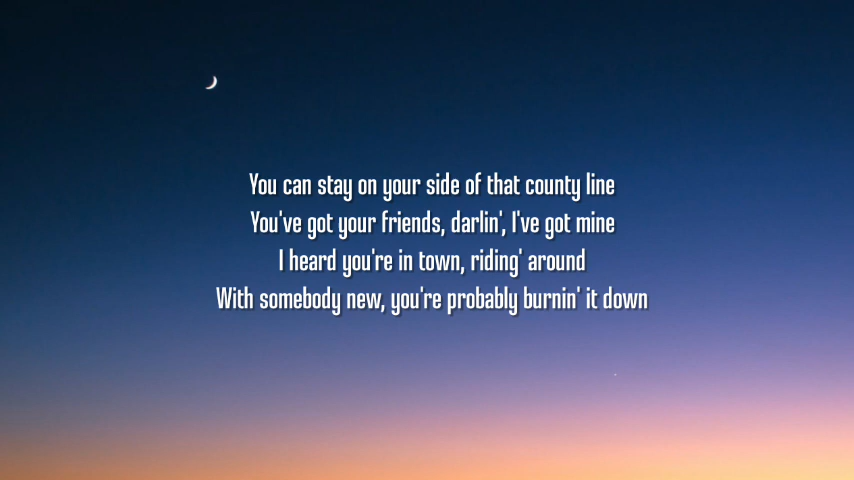 You can stay on your side of that county line
You've got your friends, darlin', I've got mine
I heard you're in town, riding' around
With somebody new, you're probably burnin' it down